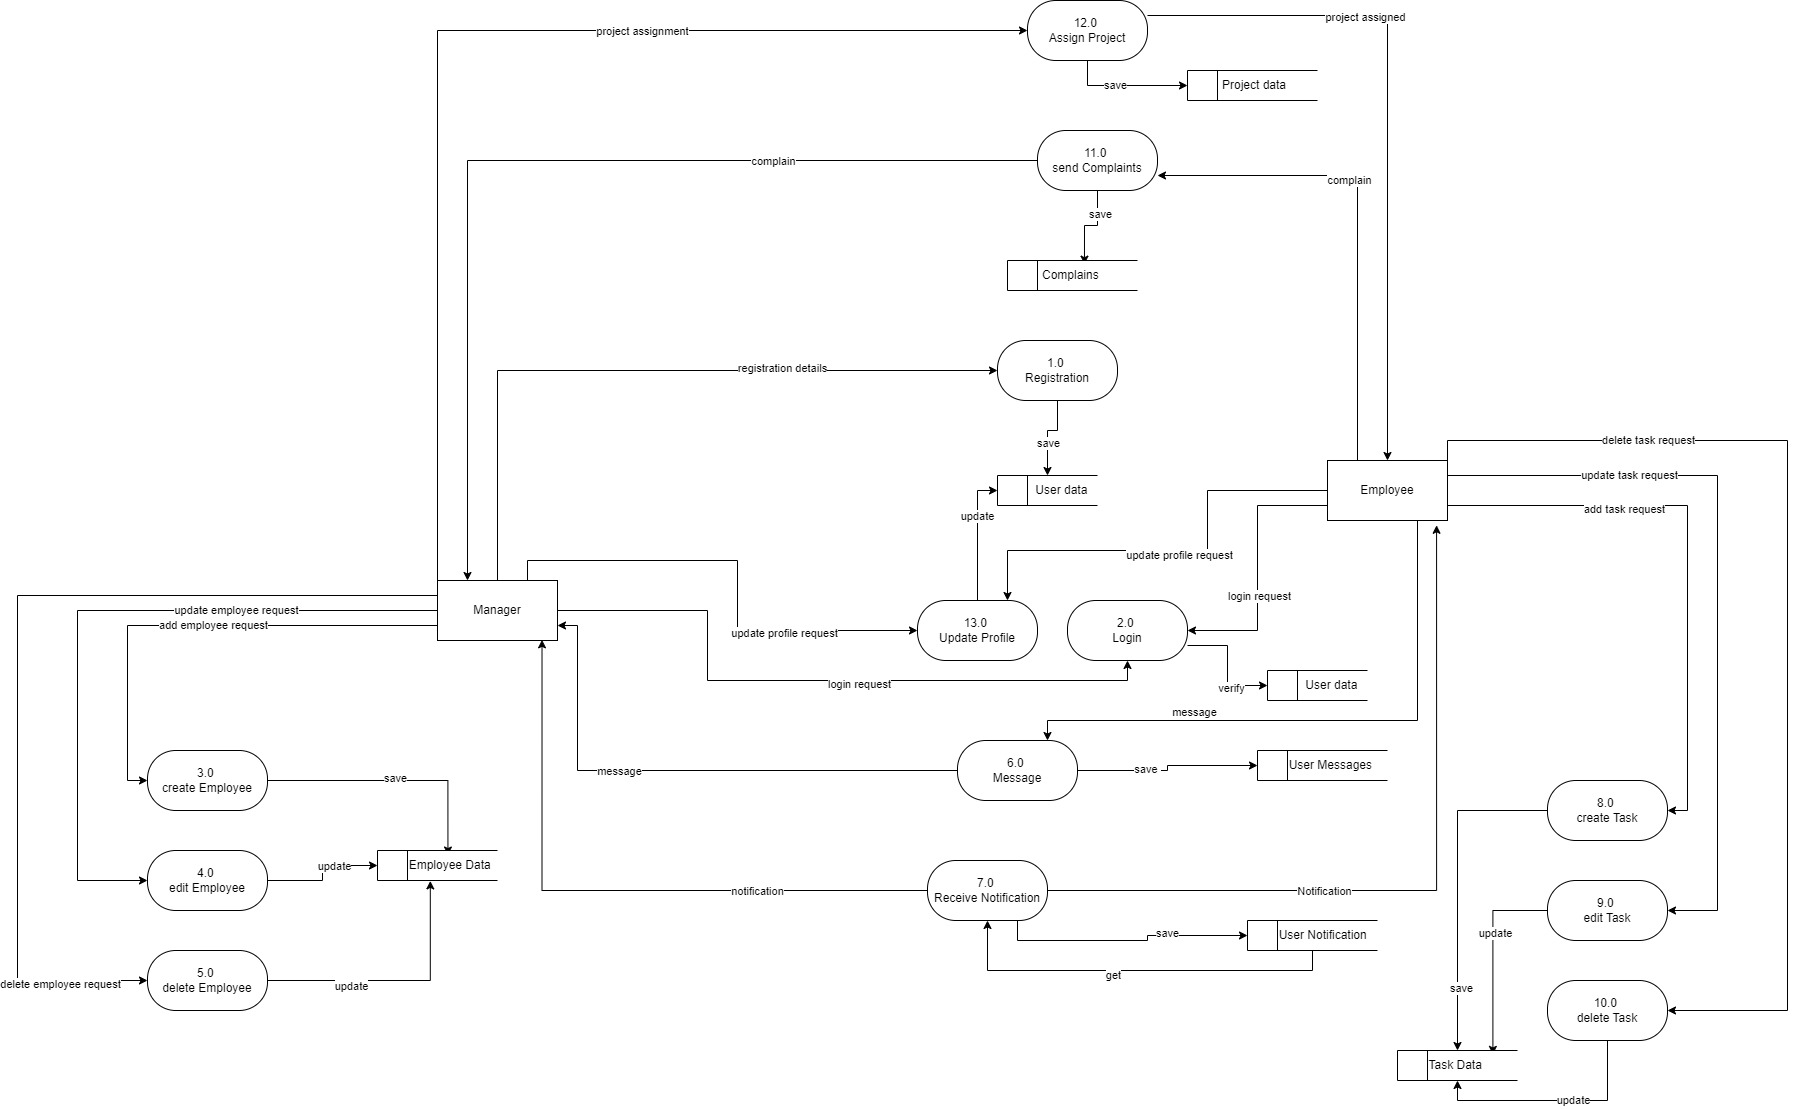 12.0
Assign Project
project assignment
project assigned
save
Project data
11.0
send Complaints
complain
complain
save
Complains
1.0
Registration
registration details
save
User data
update
Employee
delete task request
update task request
add task request
update profile request
login request
Manager
update employee request
add employee request
update profile request
13.0
Update Profile
2.0
Login
login request
verify
User data
message
6.0
Message
message
save
User Messages
3.0
create Employee
save
4.0
edit Employee
update
Employee Data
5.0
delete Employee
delete employee request
update
7.0
Receive Notification
notification
Notification
save
User Notification
get
8.0
create Task
9.0
edit Task
update
save
10.0
delete Task
Task Data
update